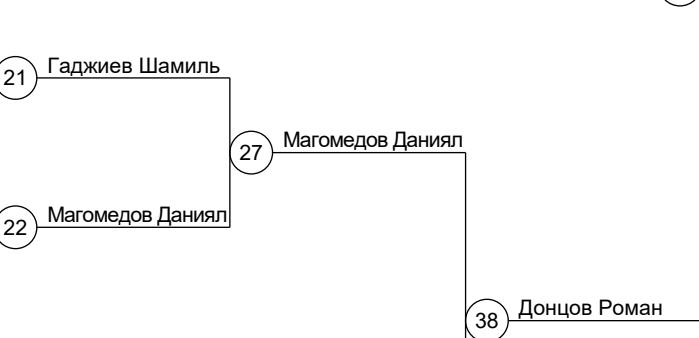 21
Гаджиев Шамиль
27
Магомедов Даниял
22
Магомедов Даниял
38
Донцов Роман